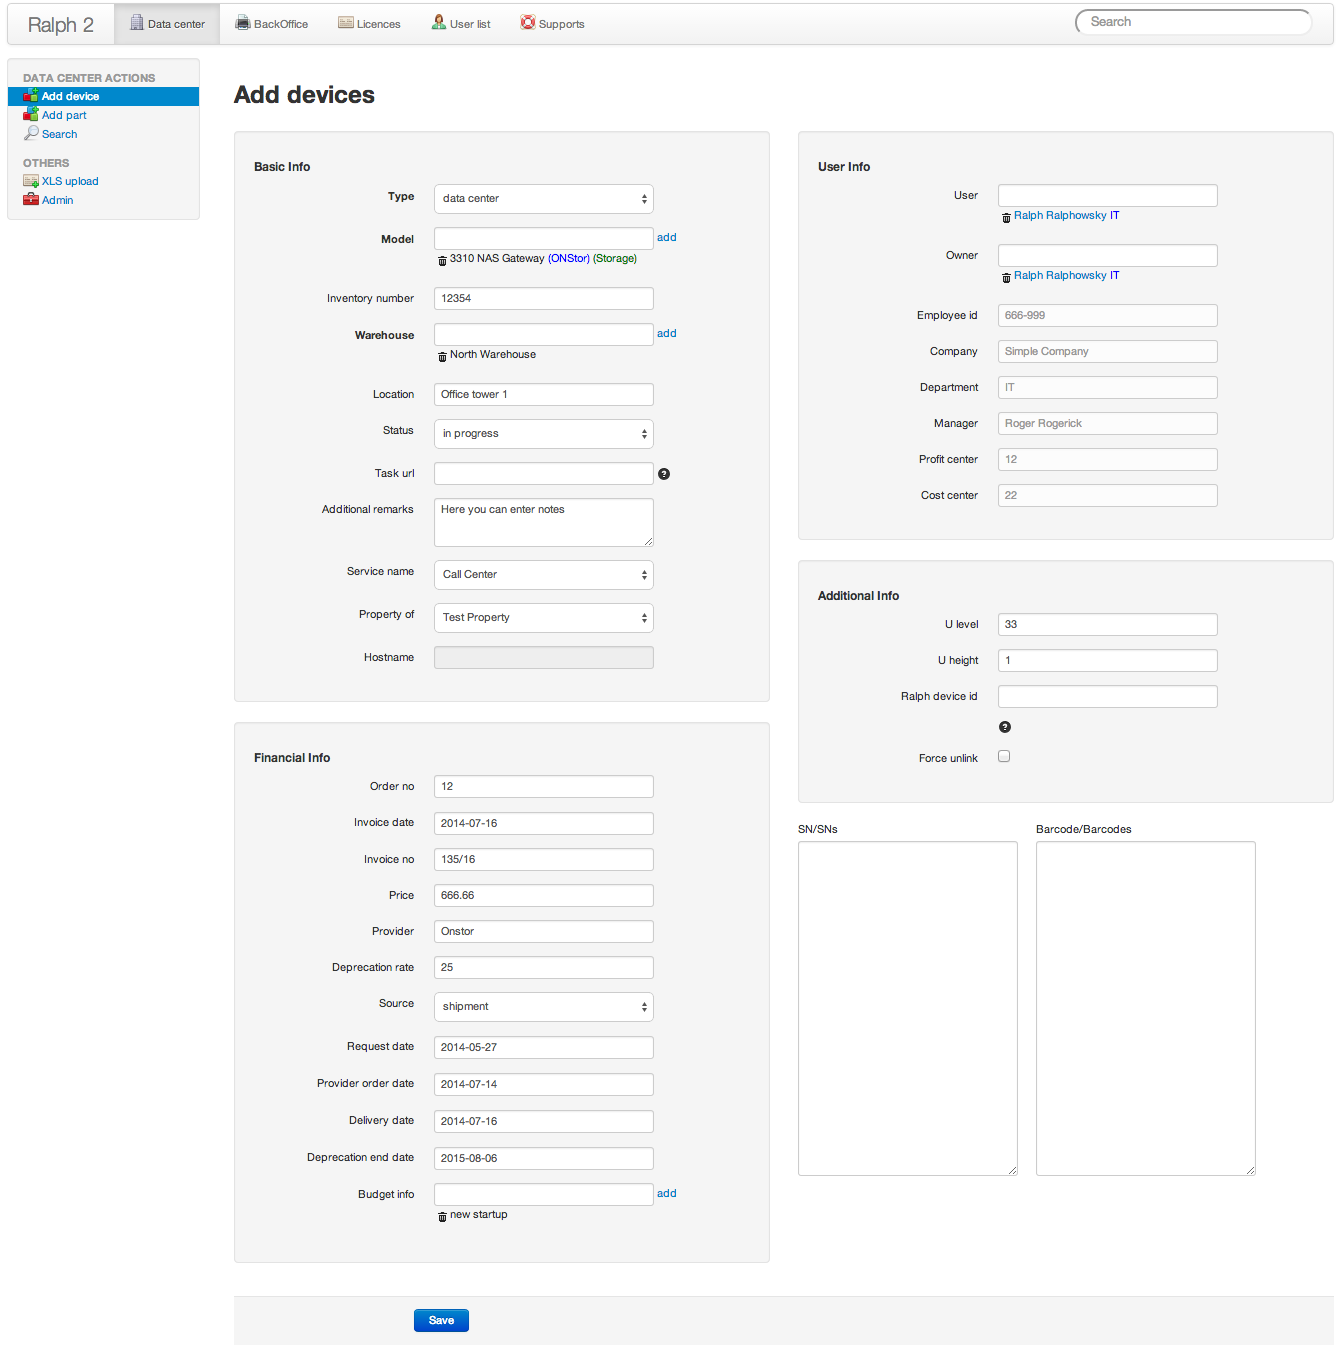 Ralph 2 Data center BackOffice Licences User list Supports Search
DATA CENTER ACTIONS
Add device
Add part
Search
OTHERS
XLS upload
Admin
Add devices
Basic Info
Type data center
Model add
3310 NAS Gateway (ONStor) (Storage)
Inventory number 12354
Warehouse add
North Warehouse
Location Office tower 1
Status in progress
Task url
Additional remarks Here you can enter notes
Service name Call Center
Property of Test Property
Hostname
Financial Info
Order no 12
Invoice date 2014-07-16
Invoice no 135/16
Price 666.66
Provider Onstor
Deprecation rate 25
Source shipment
Request date 2014-05-27
Provider order date 2014-07-14
Delivery date 2014-07-16
Deprecation end date 2015-08-06
Budget info add
new startup
User Info
User
Ralph Ralphowsky IT
Owner
Ralph Ralphowsky IT
Employee id 666-999
Company Simple Company
Department IT
Manager Roger Rogerick
Profit center 12
Cost center 22
Additional Info
U level 33
U height 1
Ralph device id
?
Force unlink
SN/SNs Barcode/Barcodes
Save